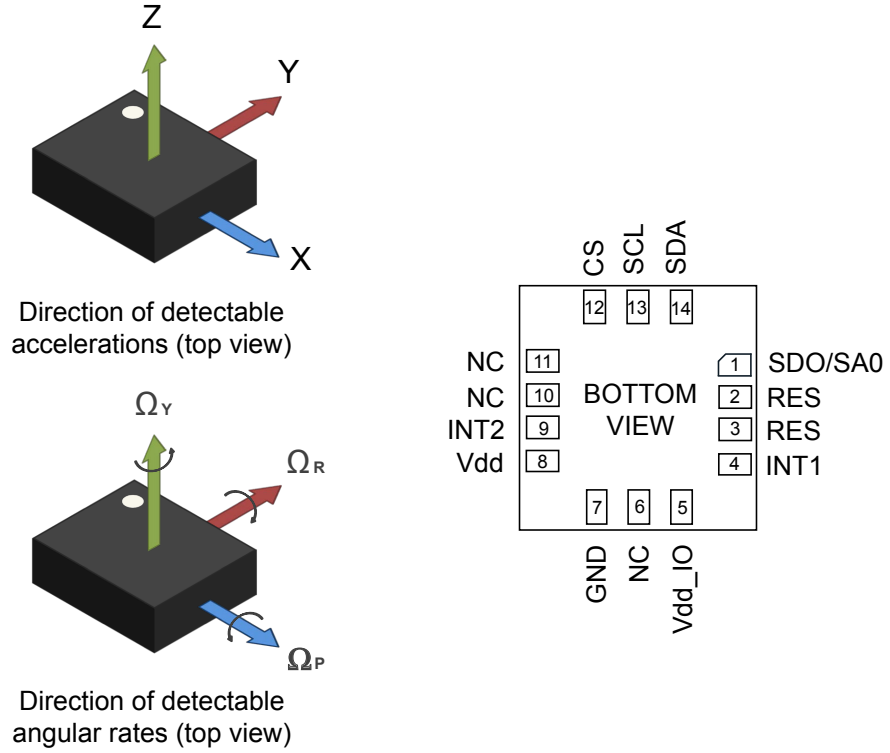 Z
Y
X
Direction of detectable
accelerations (top view)
ΩY
ΩR
ΩP
Direction of detectable
angular rates (top view)
CS
SCL
SDA
12
13
14
NC 11
1 SDO/SA0
NC 10
BOTTOM
2 RES
INT2 9
VIEW
3 RES
Vdd 8
4 INT1
7
6
5
GND
NC
Vdd_IO